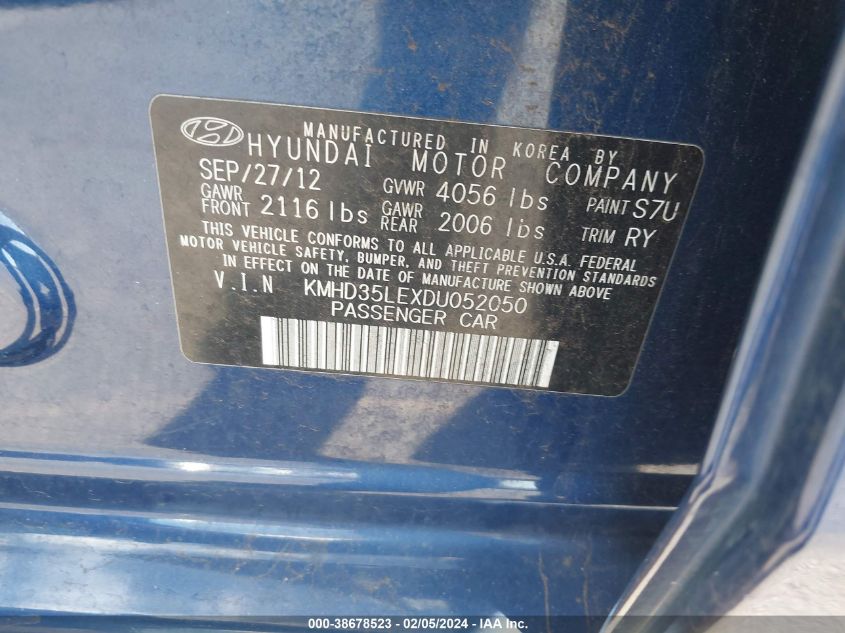 MANUFACTURED IN KOREA BY
HYUNDAI MOTOR COMPANY
SEP/27/12 GVWR 4056 lbs PAINT S7U
GAWR FRONT 2116 lbs GAWR REAR 2006 lbs TRIM RY
THIS VEHICLE CONFORMS TO ALL APPLICABLE U.S.A. FEDERAL
MOTOR VEHICLE SAFETY, BUMPER, AND THEFT PREVENTION STANDARDS
IN EFFECT ON THE DATE OF MANUFACTURE SHOWN ABOVE
V.I.N KMHD35LEXDU052050
PASSENGER CAR
000-38678523 - 02/05/2024 - IAA Inc.